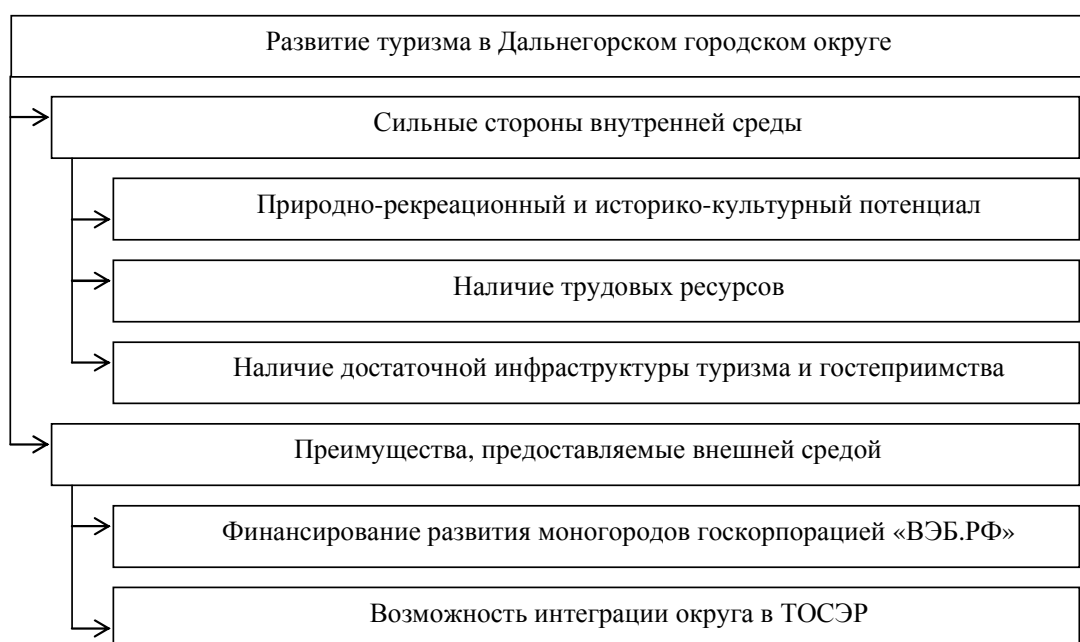 Развитие туризма в Дальнегорском городском округе
Сильные стороны внутренней среды
Природно-рекреационный и историко-культурный потенциал
Наличие трудовых ресурсов
Наличие достаточной инфраструктуры туризма и гостеприимства
Преимущества, предоставляемые внешней средой
Финансирование развития моногородов госкорпорацией «ВЭБ.РФ»
Возможность интеграции округа в ТОСЭР